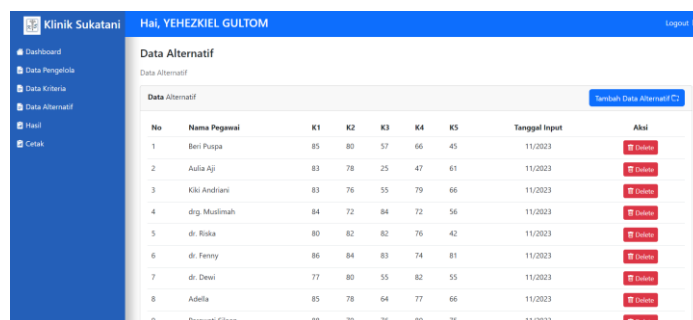 Klinik Sukatani
Hai, YEHEZKIEL GULTOM
Logout
Dashboard
Data Pengelola
Data Kriteria
Data Alternatif
Hasil
Cetak
Data Alternatif
Data Alternatif
Data Alternatif
Tambah Data Alternatif
No Nama Pegawai K1 K2 K3 K4 K5 Tanggal Input Aksi
1 Beri Puspa 85 80 57 66 45 11/2023 Delete
2 Aulia Aji 83 78 25 47 61 11/2023 Delete
3 Kiki Andriani 83 76 55 79 66 11/2023 Delete
4 drg. Muslimah 84 72 84 72 56 11/2023 Delete
5 dr. Riska 80 82 82 76 42 11/2023 Delete
6 dr. Fenny 86 84 83 74 81 11/2023 Delete
7 dr. Dewi 77 80 55 82 55 11/2023 Delete
8 Adella 85 78 64 77 66 11/2023 Delete